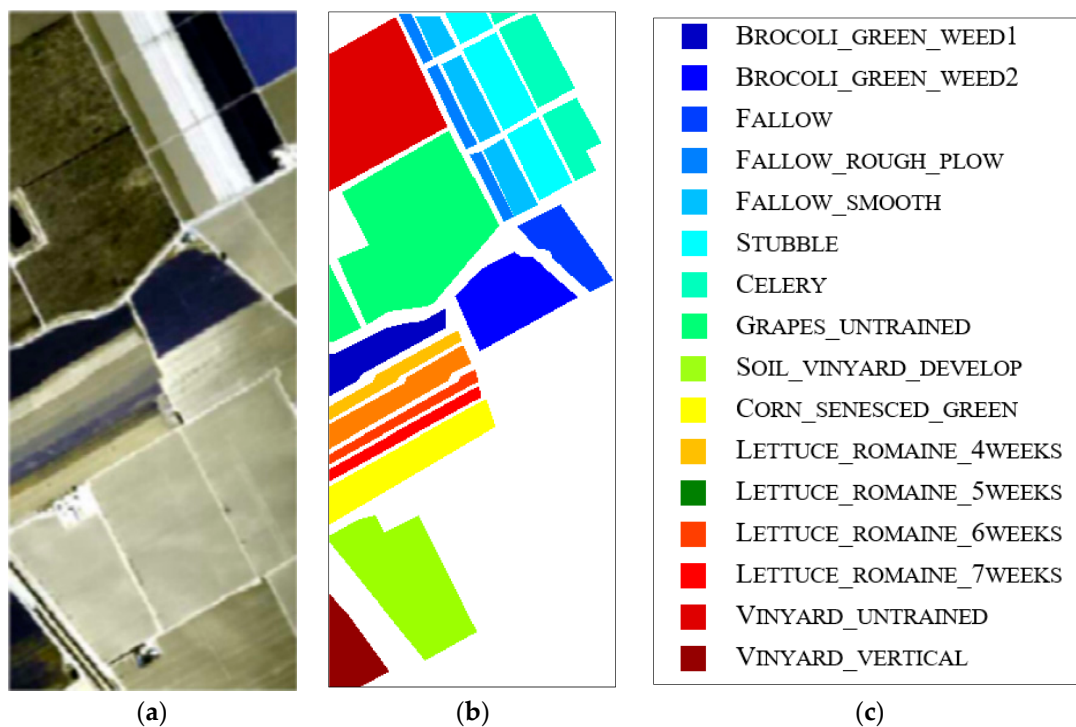 BROCOLI_GREEN_WEED1
BROCOLI_GREEN_WEED2
FALLOW
FALLOW_ROUGH_PLOW
FALLOW_SMOOTH
STUBBLE
CELERY
GRAPES_UNTRAINED
SOIL_VINYARD_DEVELOP
CORN_SENESCED_GREEN
LETTUCE_ROMAINE_4WEEKS
LETTUCE_ROMAINE_5WEEKS
LETTUCE_ROMAINE_6WEEKS
LETTUCE_ROMAINE_7WEEKS
VINYARD_UNTRAINED
VINYARD_VERTICAL
(a) (b) (c)